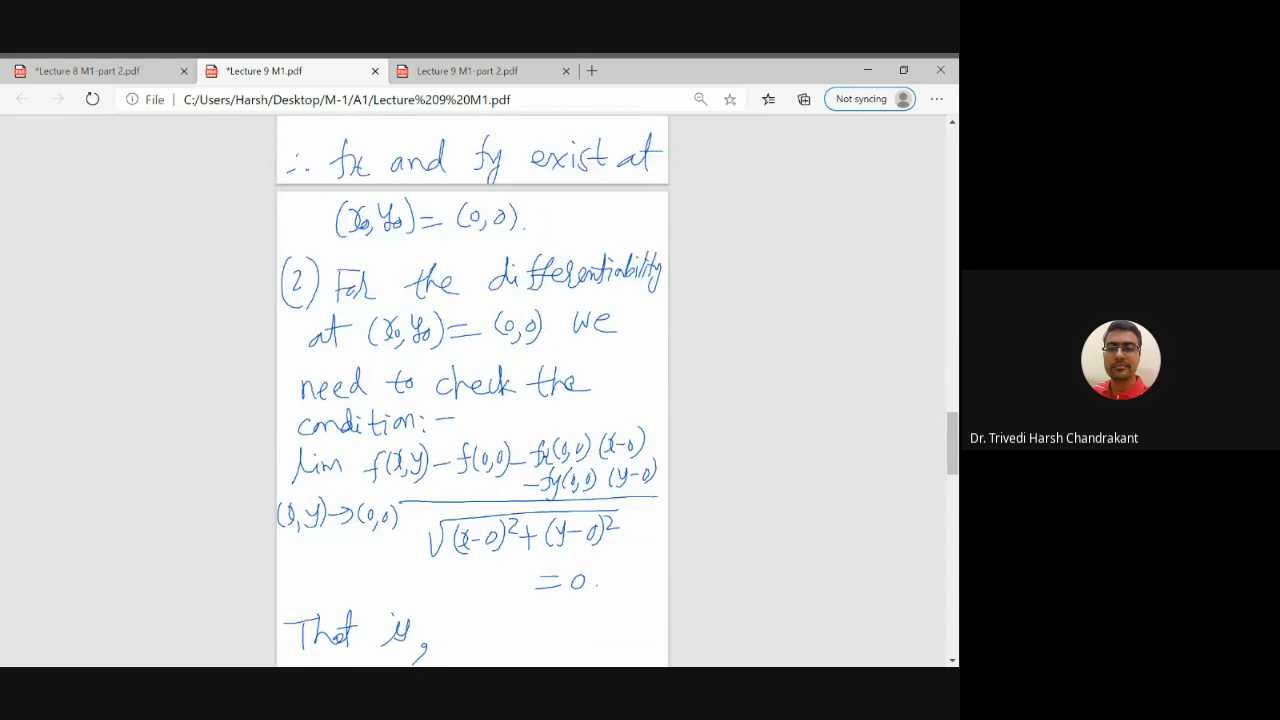 *Lecture 8 M1-part 2.pdf
*Lecture 9 M1.pdf
Lecture 9 M1-part 2.pdf
File | C:/Users/Harsh/Desktop/M-1/A1/Lecture%209%20M1.pdf
Not syncing
∴ fx and fy exist at
(x₀,y₀) = (0,0).
(2) For the differentiability
at (x₀,y₀) = (0,0) we
need to check the
condition:-
lim f(x,y) - f(0,0) - fx(0,0) (x-0)
- fy(0,0) (y-0)
(x,y)→(0,0)
√(x-0)²+(y-0)²
= 0.
That is,
Dr. Trivedi Harsh Chandrakant